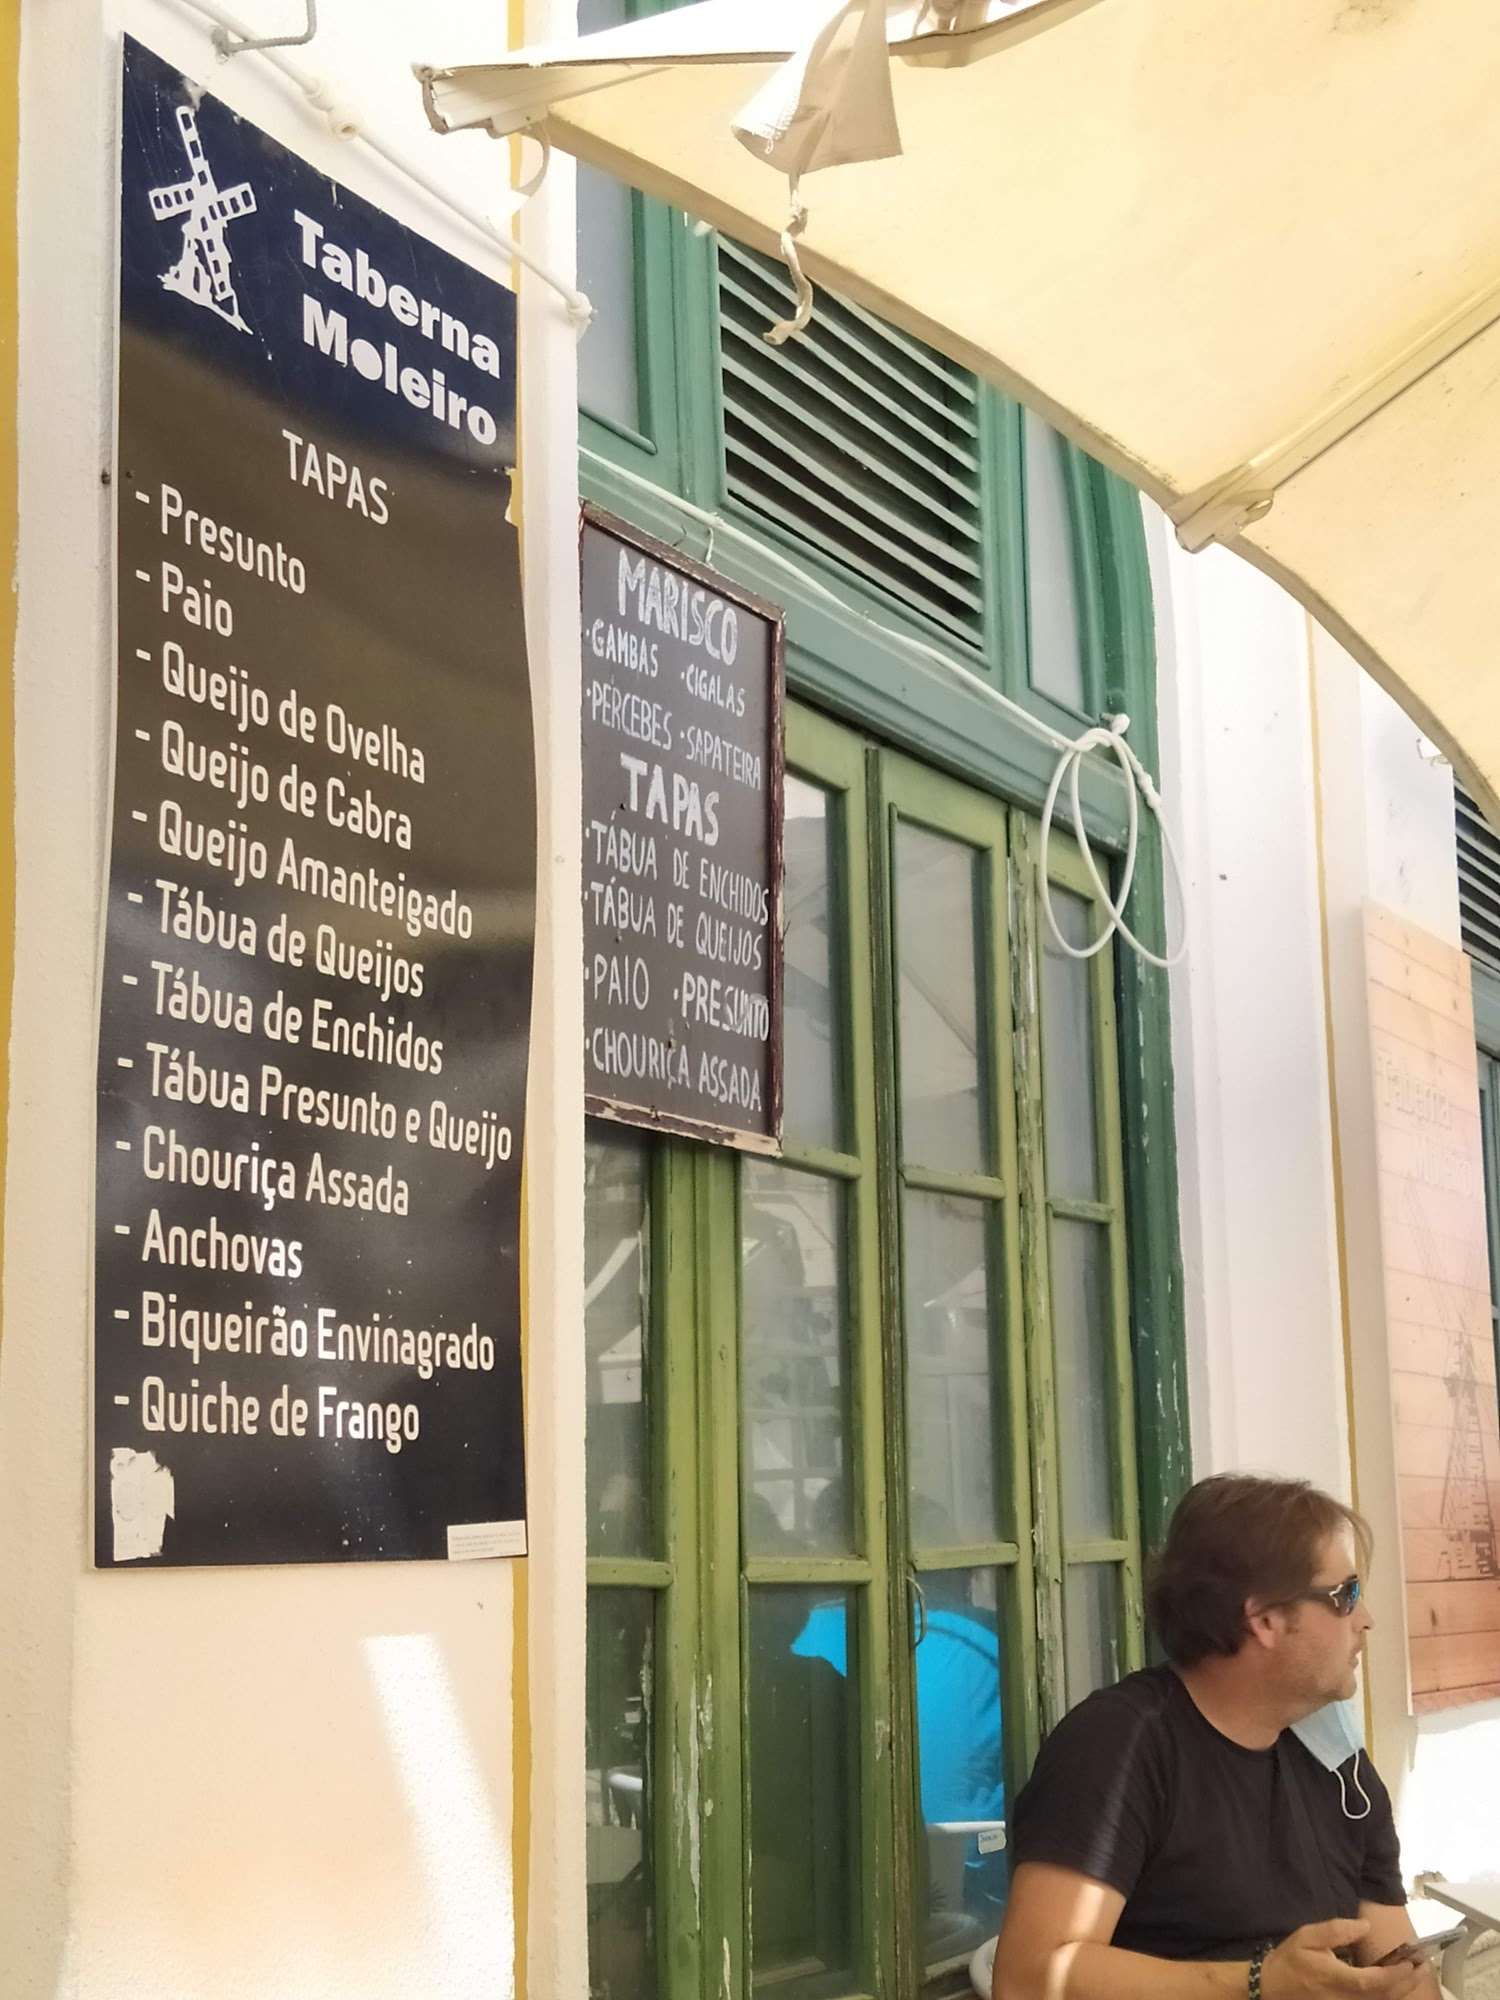 Taberna
Moleiro
TAPAS
- Presunto
- Paio
- Queijo de Ovelha
- Queijo de Cabra
- Queijo Amanteigado
- Tábua de Queijos
- Tábua de Enchidos
- Tábua Presunto e Queijo
- Chouriça Assada
- Anchovas
- Biqueirão Envinagrado
- Quiche de Frango
MARISCO
·GAMBAS ·CIGALAS
·PERCEBES ·SAPATEIRA
TAPAS
·TÁBUA DE ENCHIDOS
·TÁBUA DE QUEIJOS
·PAIO ·PRESUNTO
·CHOURIÇA ASSADA
Taberna
Moleiro